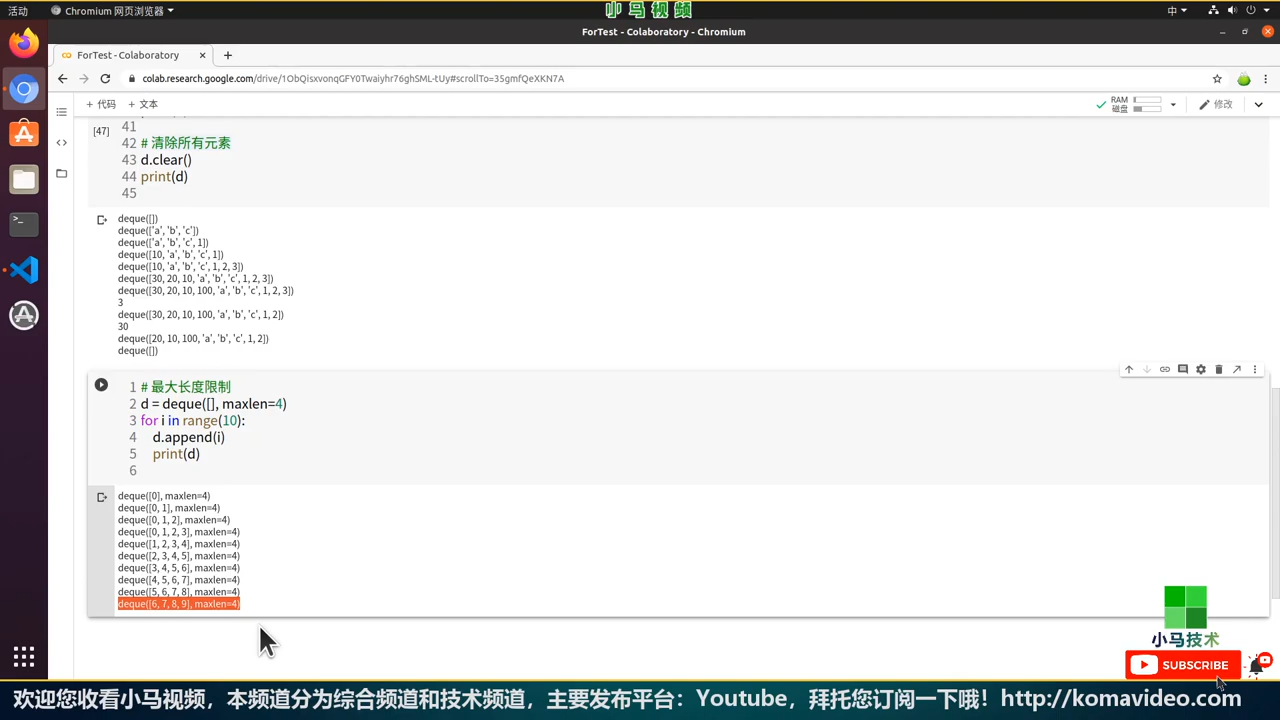 活动
Chromium 网页浏览器
小马视频
中
ForTest - Colaboratory - Chromium
ForTest - Colaboratory
colab.research.google.com/drive/1ObQisxvonqGFY0Twaiyhr76ghSML-tUy#scrollTo=35gmfQeXKN7A
+ 代码 + 文本
RAM
磁盘
修改
[47]
41
42 # 清除所有元素
43 d.clear()
44 print(d)
45
deque([])
deque(['a', 'b', 'c'])
deque(['a', 'b', 'c', 1])
deque([10, 'a', 'b', 'c', 1])
deque([10, 'a', 'b', 'c', 1, 2, 3])
deque([30, 20, 10, 'a', 'b', 'c', 1, 2, 3])
deque([30, 20, 10, 100, 'a', 'b', 'c', 1, 2, 3])
3
deque([30, 20, 10, 100, 'a', 'b', 'c', 1, 2])
30
deque([20, 10, 100, 'a', 'b', 'c', 1, 2])
deque([])
1 # 最大长度限制
2 d = deque([], maxlen=4)
3 for i in range(10):
4 d.append(i)
5 print(d)
6
deque([0], maxlen=4)
deque([0, 1], maxlen=4)
deque([0, 1, 2], maxlen=4)
deque([0, 1, 2, 3], maxlen=4)
deque([1, 2, 3, 4], maxlen=4)
deque([2, 3, 4, 5], maxlen=4)
deque([3, 4, 5, 6], maxlen=4)
deque([4, 5, 6, 7], maxlen=4)
deque([5, 6, 7, 8], maxlen=4)
deque([6, 7, 8, 9], maxlen=4)
小马技术
SUBSCRIBE
欢迎您收看小马视频，本频道分为综合频道和技术频道，主要发布平台：Youtube，拜托您订阅一下哦！http://komavideo.com